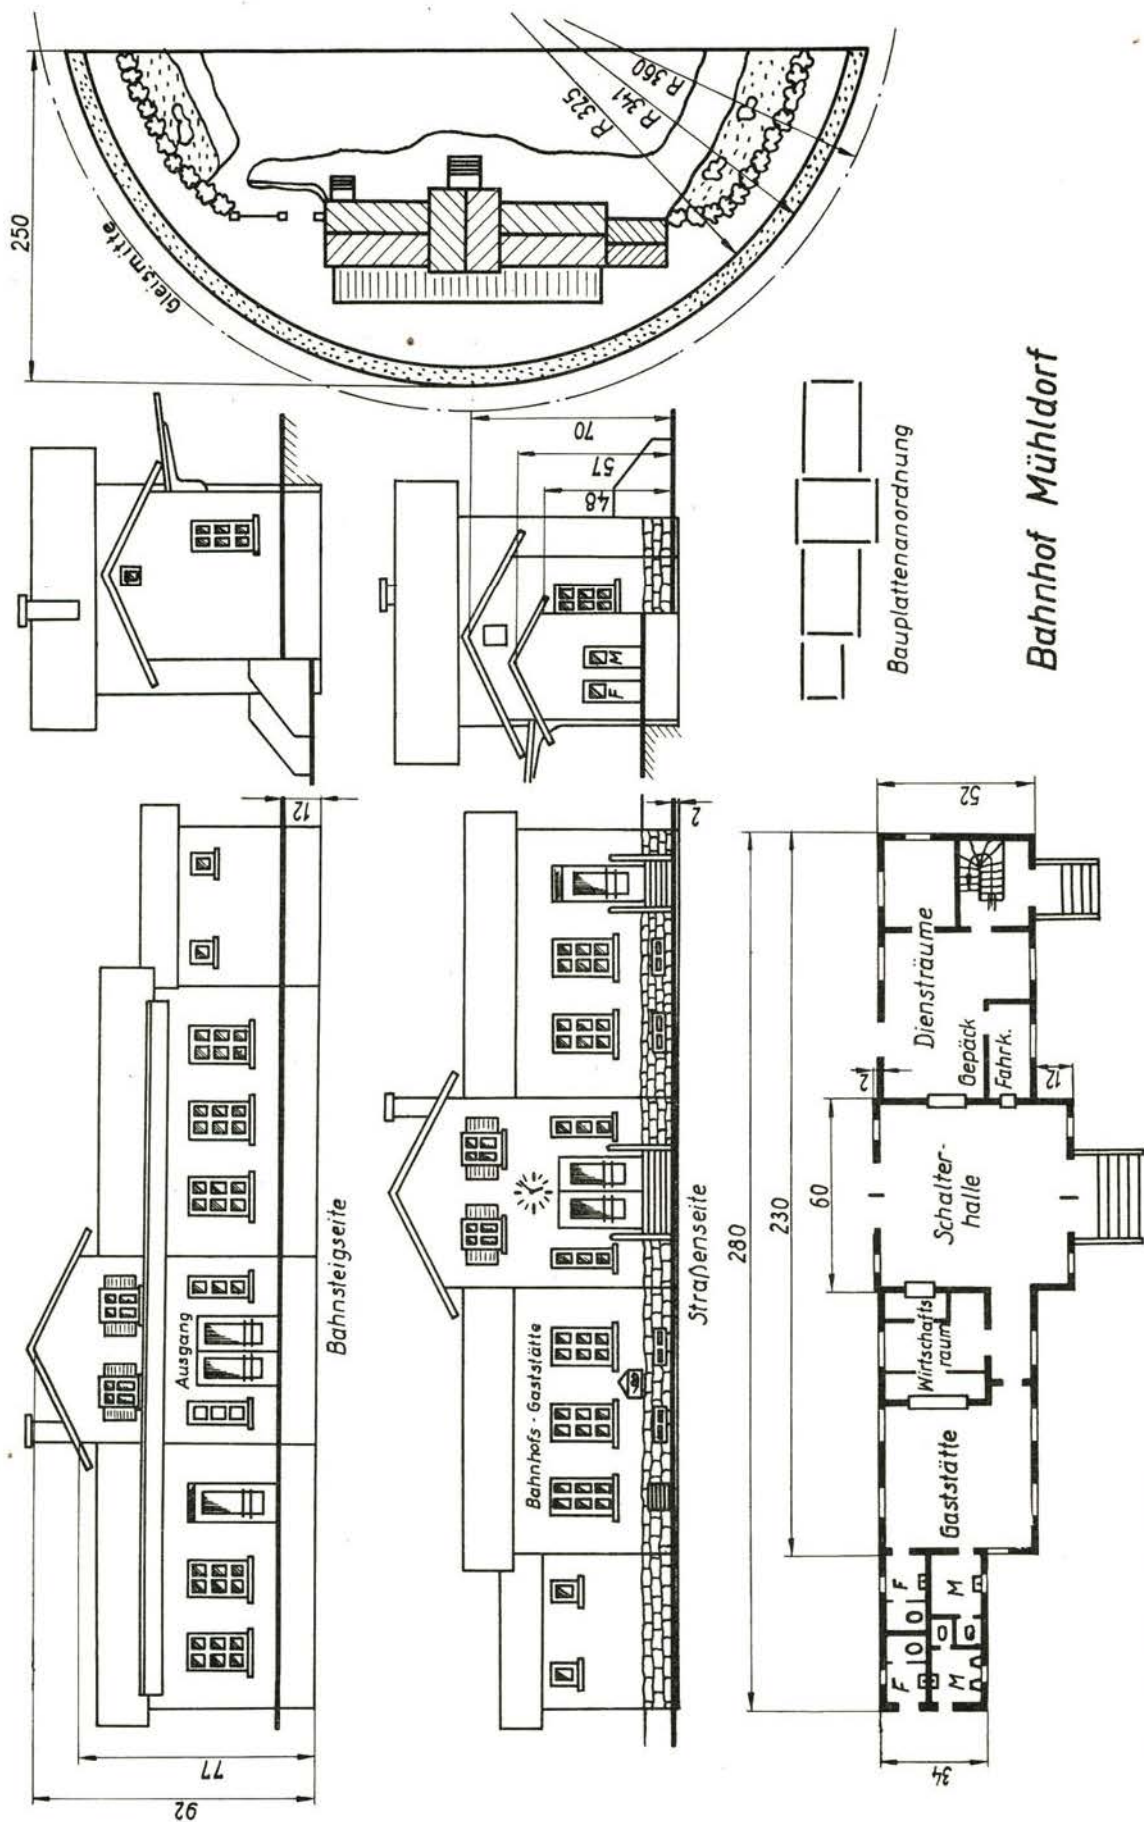 92
77
Ausgang
12
Bahnsteigseite
Bahnhofs - Gaststätte
2
Straßenseite
F
M
48
57
70
250
Gleismitte
R 325
R 341
R 360
280
230
60
34
52
2
12
F
F
M
M
Gaststätte
Wirtschafts
raum
Schalter-
halle
Diensträume
Gepäck
Fahrk.
Bauplattenanordnung
Bahnhof Mühldorf